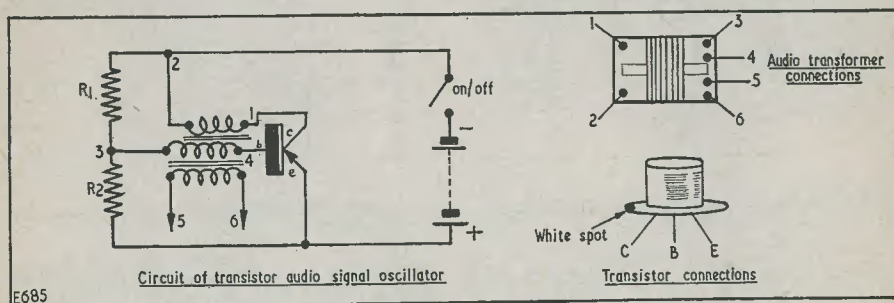 R1.
2
1
c
3
4
b
e
R2
5
6
on/off
-
+
Circuit of transistor audio signal oscillator
E685
1
3
4
5
2
6
Audio transformer
connections
White spot
C
B
E
Transistor connections